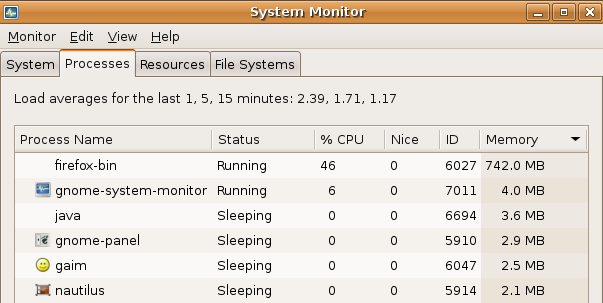 System Monitor
Monitor Edit View Help
System Processes Resources File Systems
Load averages for the last 1, 5, 15 minutes: 2.39, 1.71, 1.17
Process Name Status % CPU Nice ID Memory
firefox-bin Running 46 0 6027 742.0 MB
gnome-system-monitor Running 6 0 7011 4.0 MB
java Sleeping 0 0 6694 3.6 MB
gnome-panel Sleeping 0 0 5910 2.9 MB
gaim Sleeping 0 0 6047 2.5 MB
nautilus Sleeping 0 0 5914 2.1 MB